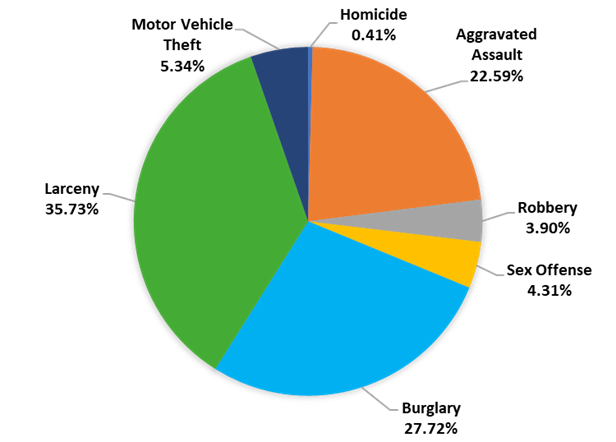 Homicide
0.41%
Aggravated
Assault
22.59%
Robbery
3.90%
Sex Offense
4.31%
Burglary
27.72%
Larceny
35.73%
Motor Vehicle
Theft
5.34%